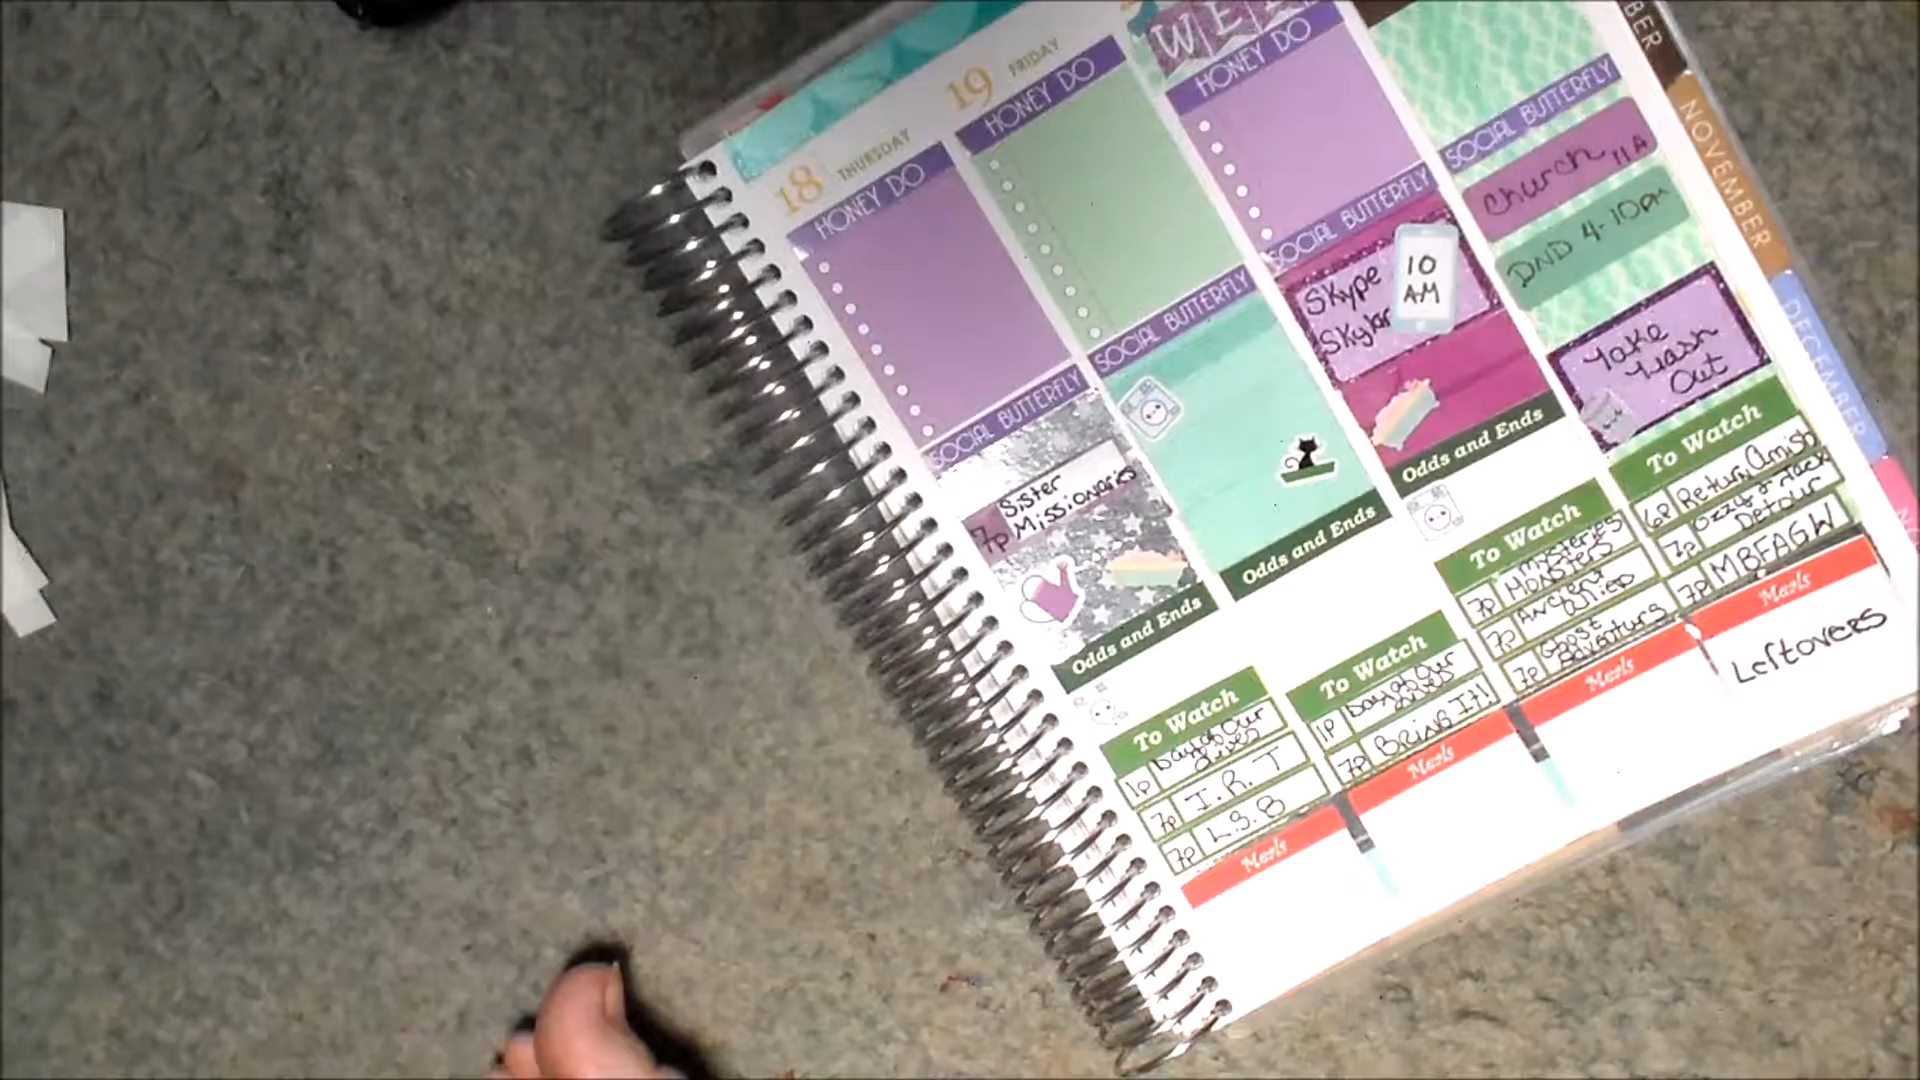 18 THURSDAY
HONEY DO
SOCIAL BUTTERFLY
7p Sister
Missionaries
Odds and Ends
To Watch
1p Day of Our
Lives
7p I.R.T
7p L.S.B
Meals
19 FRIDAY
HONEY DO
SOCIAL BUTTERFLY
Odds and Ends
To Watch
1p Day of Our
Lives
7p Bring It!
Meals
HONEY DO
SOCIAL BUTTERFLY
Skype
Skylar
10
AM
Odds and Ends
To Watch
7p Mysteries
Monsters
7p Ancient
7p Ghost
Meals
SOCIAL BUTTERFLY
Church 11A
DND 4-10pm
Take
Trash
Out
To Watch
6p Return Amish
7p Ozzy & Jack
Detour
7p MBFAGW
Meals
Leftovers
NOVEMBER
DECEMBER